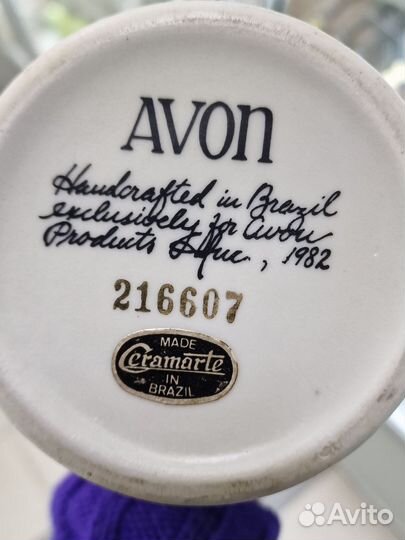 AVON
Handcrafted in Brazil
exclusively for Avon
Products Inc., 1982
216607
MADE
Ceramarte
IN
BRAZIL
Avito